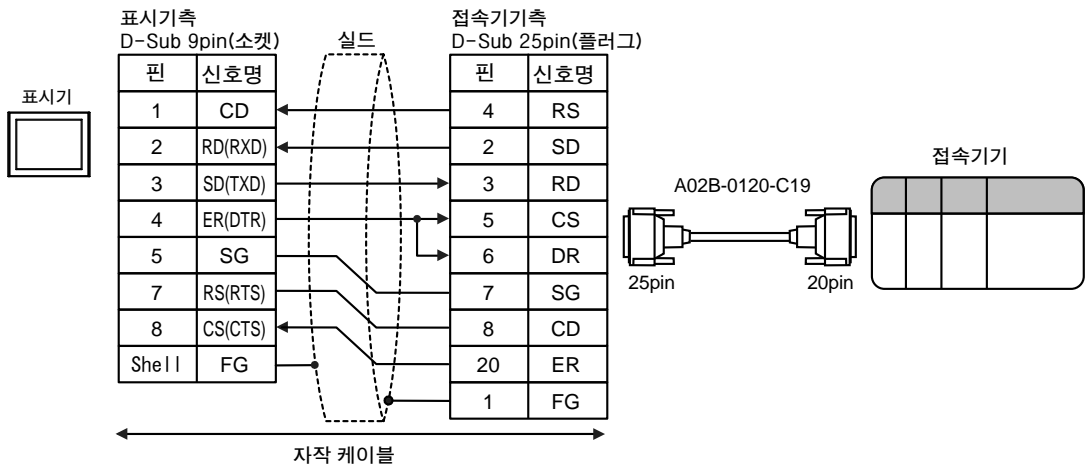 표시기측
D-Sub 9pin(소켓)
실드
접속기기측
D-Sub 25pin(플러그)
표시기
핀 신호명
1 CD
2 RD(RXD)
3 SD(TXD)
4 ER(DTR)
5 SG
7 RS(RTS)
8 CS(CTS)
Shell FG
핀 신호명
4 RS
2 SD
3 RD
5 CS
6 DR
7 SG
8 CD
20 ER
1 FG
자작 케이블
A02B-0120-C19
25pin
20pin
접속기기